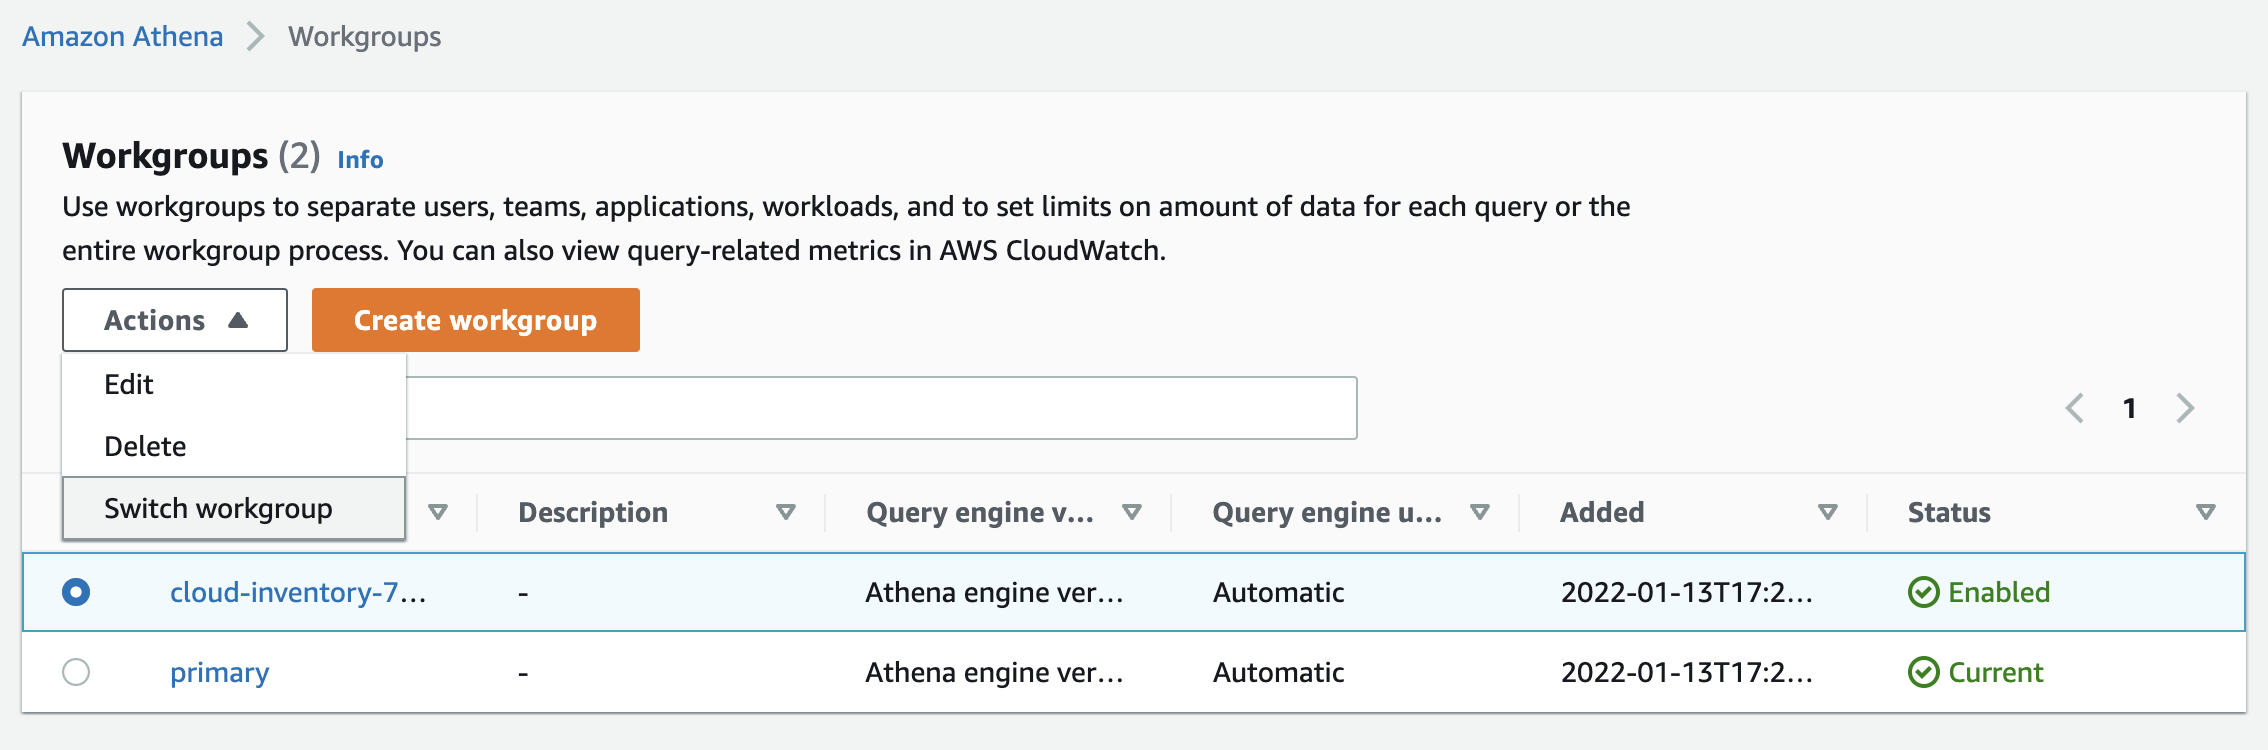 Amazon Athena > Workgroups
Workgroups (2) Info
Use workgroups to separate users, teams, applications, workloads, and to set limits on amount of data for each query or the
entire workgroup process. You can also view query-related metrics in AWS CloudWatch.
Actions Create workgroup
Edit
Delete
1
Switch workgroup Description Query engine v... Query engine u... Added Status
cloud-inventory-7... - Athena engine ver... Automatic 2022-01-13T17:2... Enabled
primary - Athena engine ver... Automatic 2022-01-13T17:2... Current